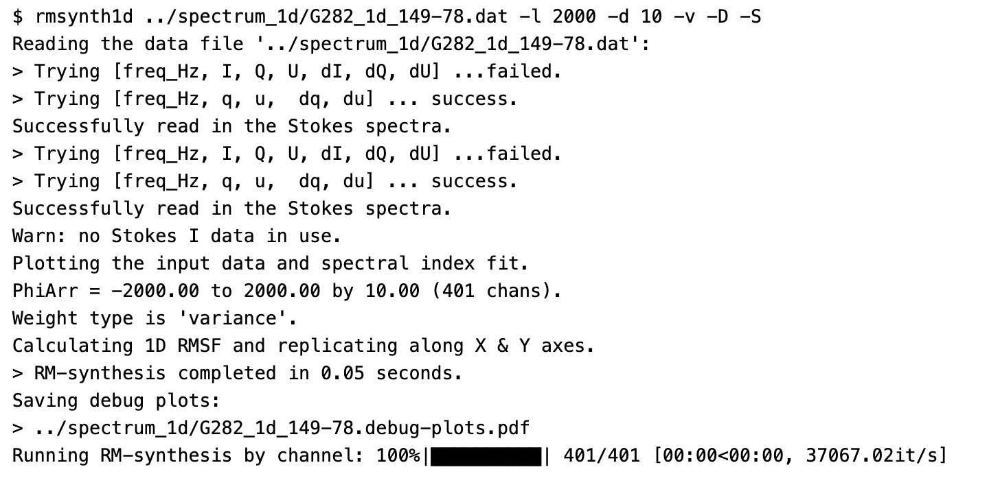 $ rmsynth1d ../spectrum_1d/G282_1d_149-78.dat -l 2000 -d 10 -v -D -S
Reading the data file '../spectrum_1d/G282_1d_149-78.dat':
> Trying [freq_Hz, I, Q, U, dI, dQ, dU] ...failed.
> Trying [freq_Hz, q, u,  dq, du] ... success.
Successfully read in the Stokes spectra.
> Trying [freq_Hz, I, Q, U, dI, dQ, dU] ...failed.
> Trying [freq_Hz, q, u,  dq, du] ... success.
Successfully read in the Stokes spectra.
Warn: no Stokes I data in use.
Plotting the input data and spectral index fit.
PhiArr = -2000.00 to 2000.00 by 10.00 (401 chans).
Weight type is 'variance'.
Calculating 1D RMSF and replicating along X & Y axes.
> RM-synthesis completed in 0.05 seconds.
Saving debug plots:
> ../spectrum_1d/G282_1d_149-78.debug-plots.pdf
Running RM-synthesis by channel: 100%|██████████| 401/401 [00:00<00:00, 37067.02it/s]